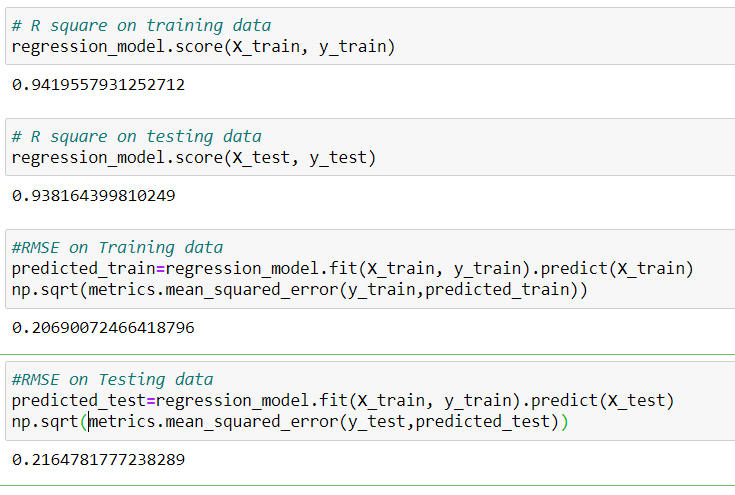 # R square on training data
regression_model.score(X_train, y_train)
0.9419557931252712
# R square on testing data
regression_model.score(X_test, y_test)
0.938164399810249
#RMSE on Training data
predicted_train=regression_model.fit(X_train, y_train).predict(X_train)
np.sqrt(metrics.mean_squared_error(y_train,predicted_train))
0.20690072466418796
#RMSE on Testing data
predicted_test=regression_model.fit(X_train, y_train).predict(X_test)
np.sqrt(metrics.mean_squared_error(y_test,predicted_test))
0.2164781777238289